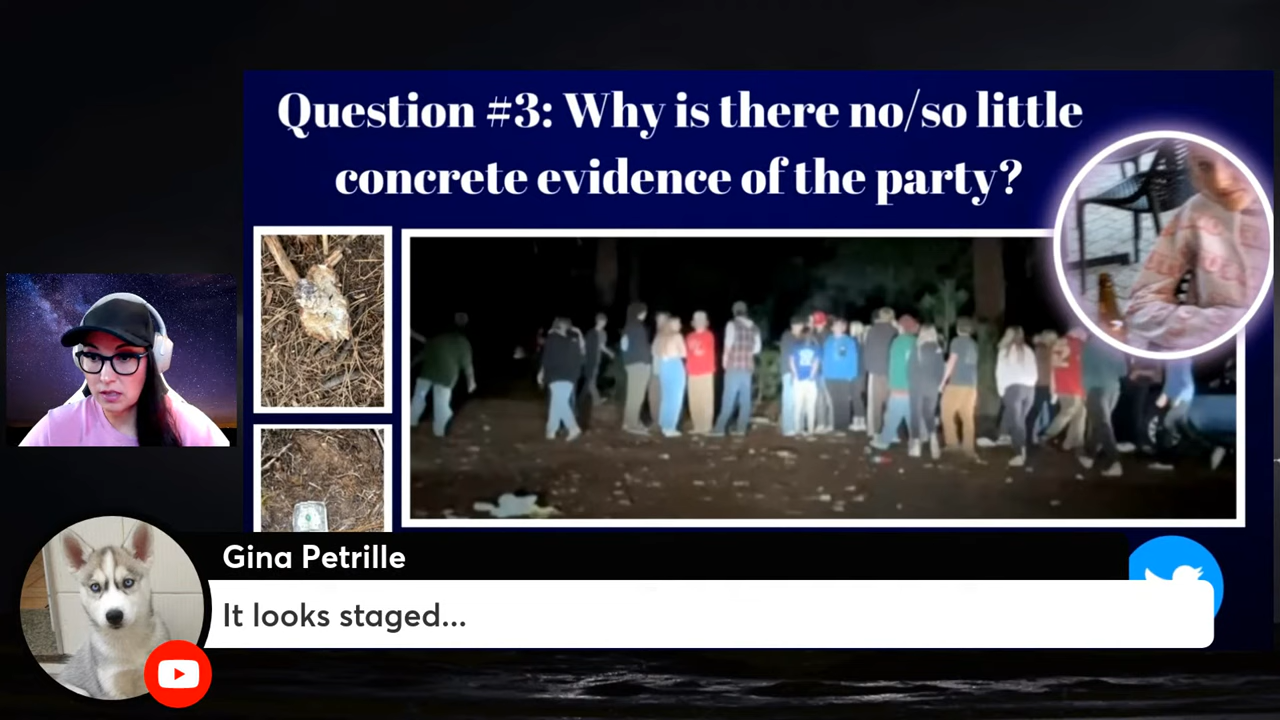 Question #3: Why is there no/so little
concrete evidence of the party?
Gina Petrille
It looks staged...